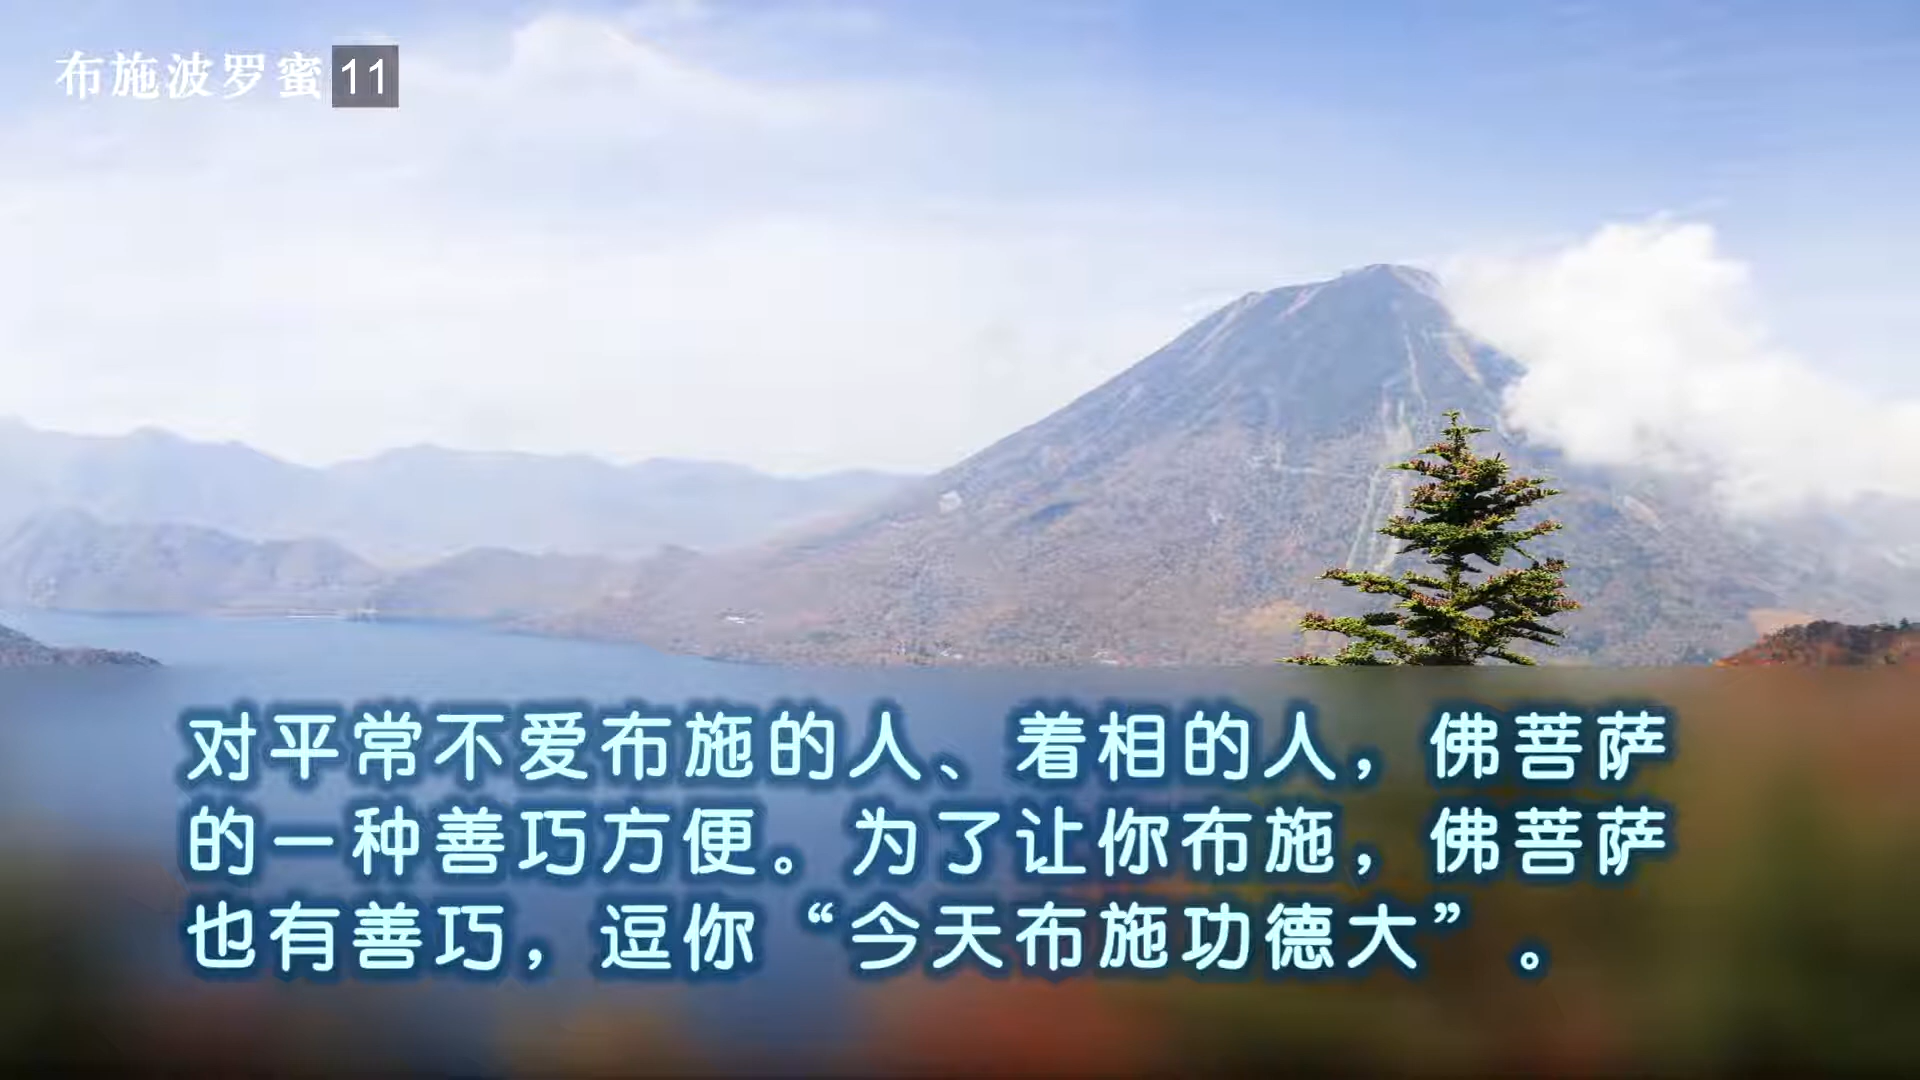 布施波罗蜜 11
对平常不爱布施的人、着相的人，佛菩萨
的一种善巧方便。为了让你布施，佛菩萨
也有善巧，逗你“今天布施功德大”。